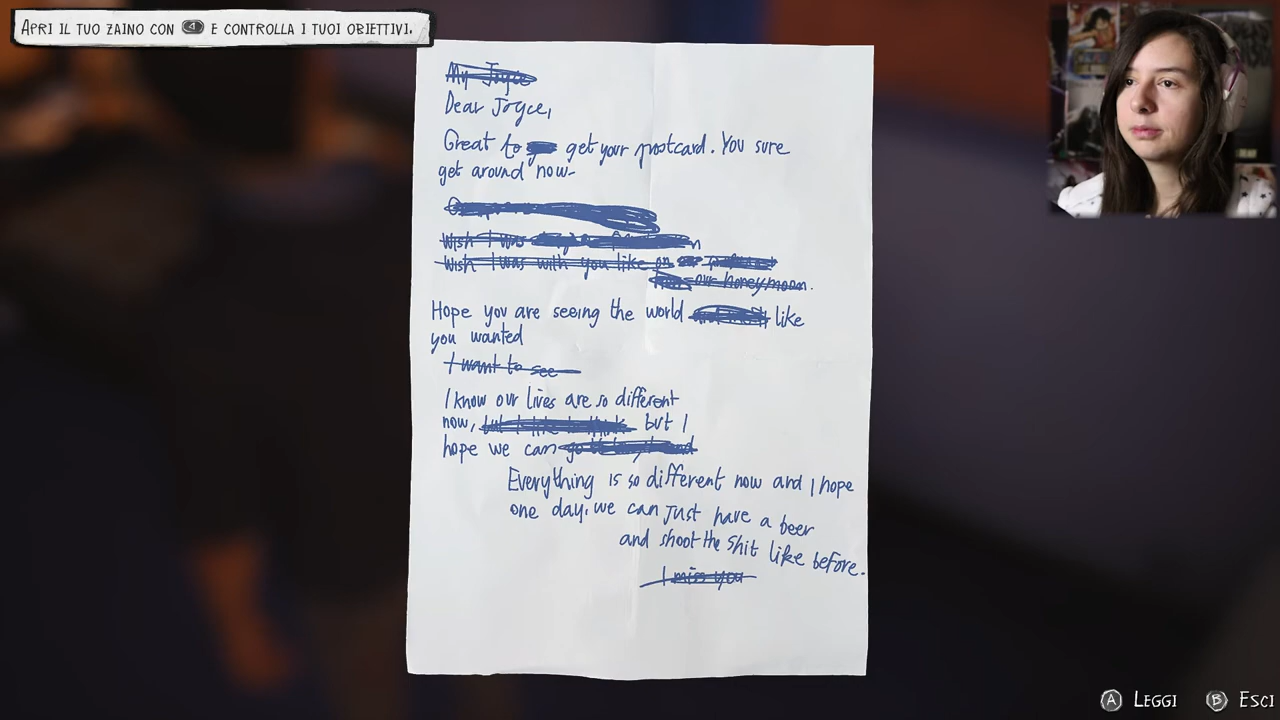 APRI IL TUO ZAINO CON E CONTROLLA I TUOI OBIETTIVI.
My Joyce
Dear Joyce,
Great to get your postcard. You sure
get around now-
wish I was
wish I was with you like on
our honeymoon.
Hope you are seeing the world like
you wanted
I want to see
I know our lives are so different
now, but I like to think but I
hope we can
Everything is so different now and I hope
one day, we can just have a beer
and shoot the shit like before.
I miss you
A LEGGI B ESCI